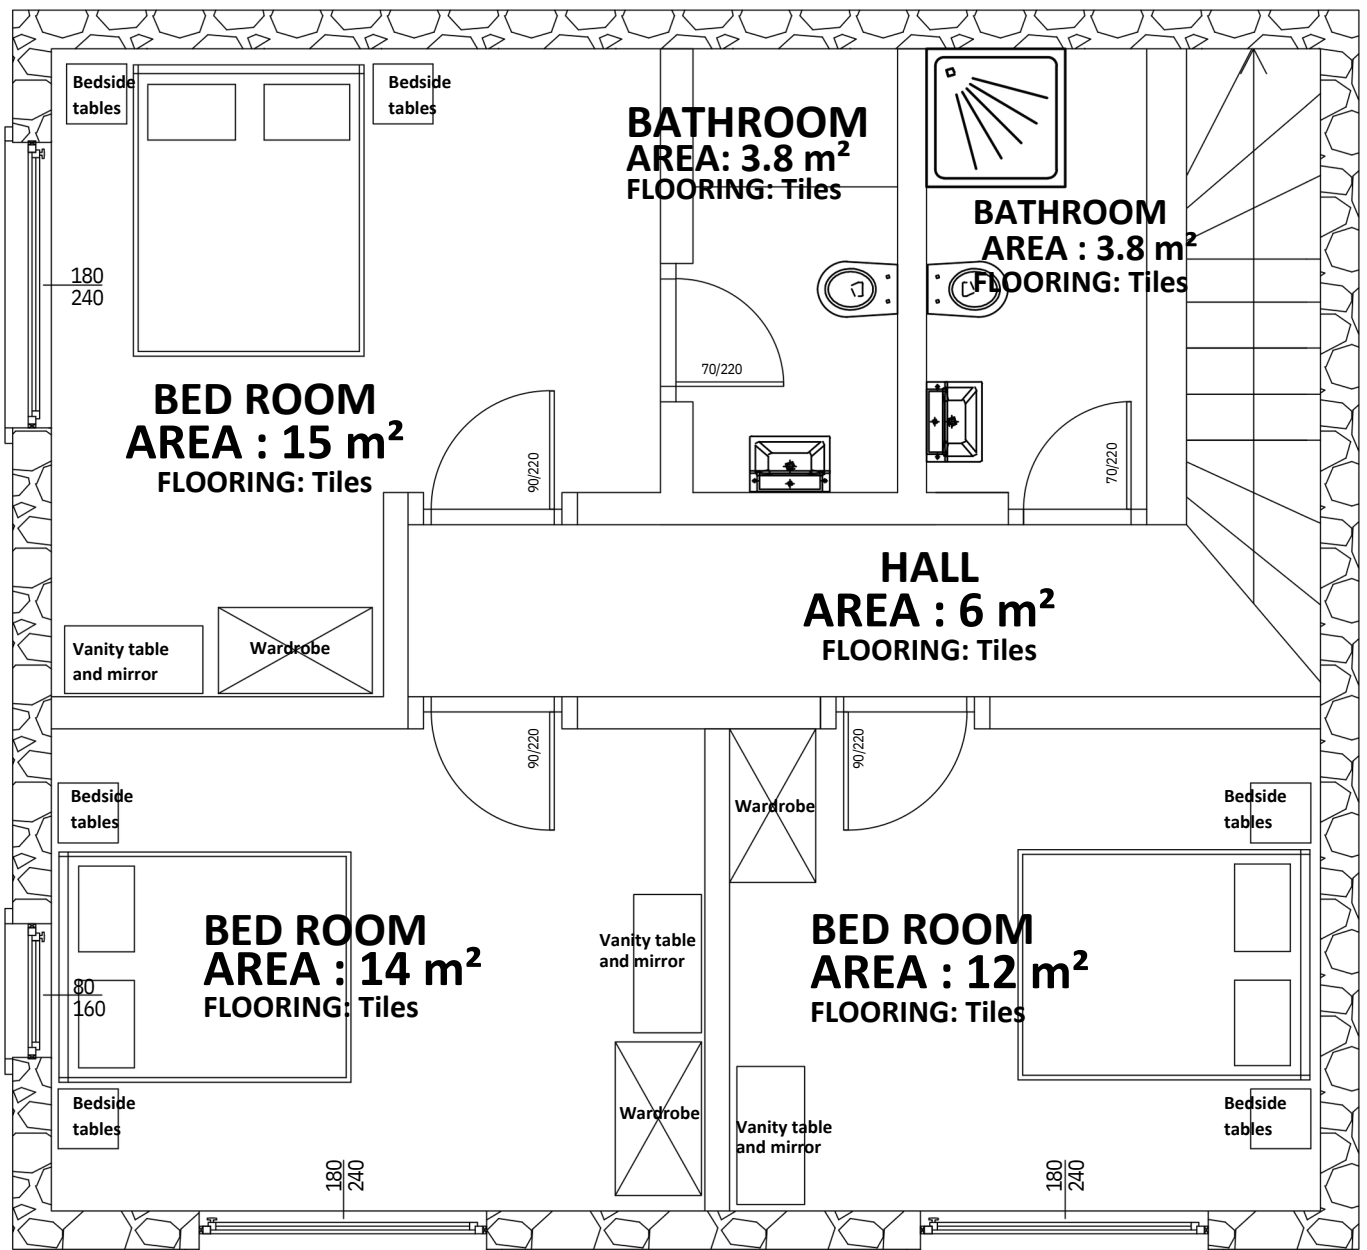 Bedside
tables
Bedside
tables
BATHROOM
AREA: 3.8 m²
FLOORING: Tiles
BATHROOM
AREA : 3.8 m²
FLOORING: Tiles
180
240
70/220
BED ROOM
AREA : 15 m²
FLOORING: Tiles
90/220
70/220
HALL
AREA : 6 m²
FLOORING: Tiles
Vanity table
and mirror
Wardrobe
90/220
90/220
Bedside
tables
Wardrobe
Bedside
tables
BED ROOM
AREA : 14 m²
FLOORING: Tiles
Vanity table
and mirror
BED ROOM
AREA : 12 m²
FLOORING: Tiles
80
160
Bedside
tables
Wardrobe
Vanity table
and mirror
Bedside
tables
180
240
180
240